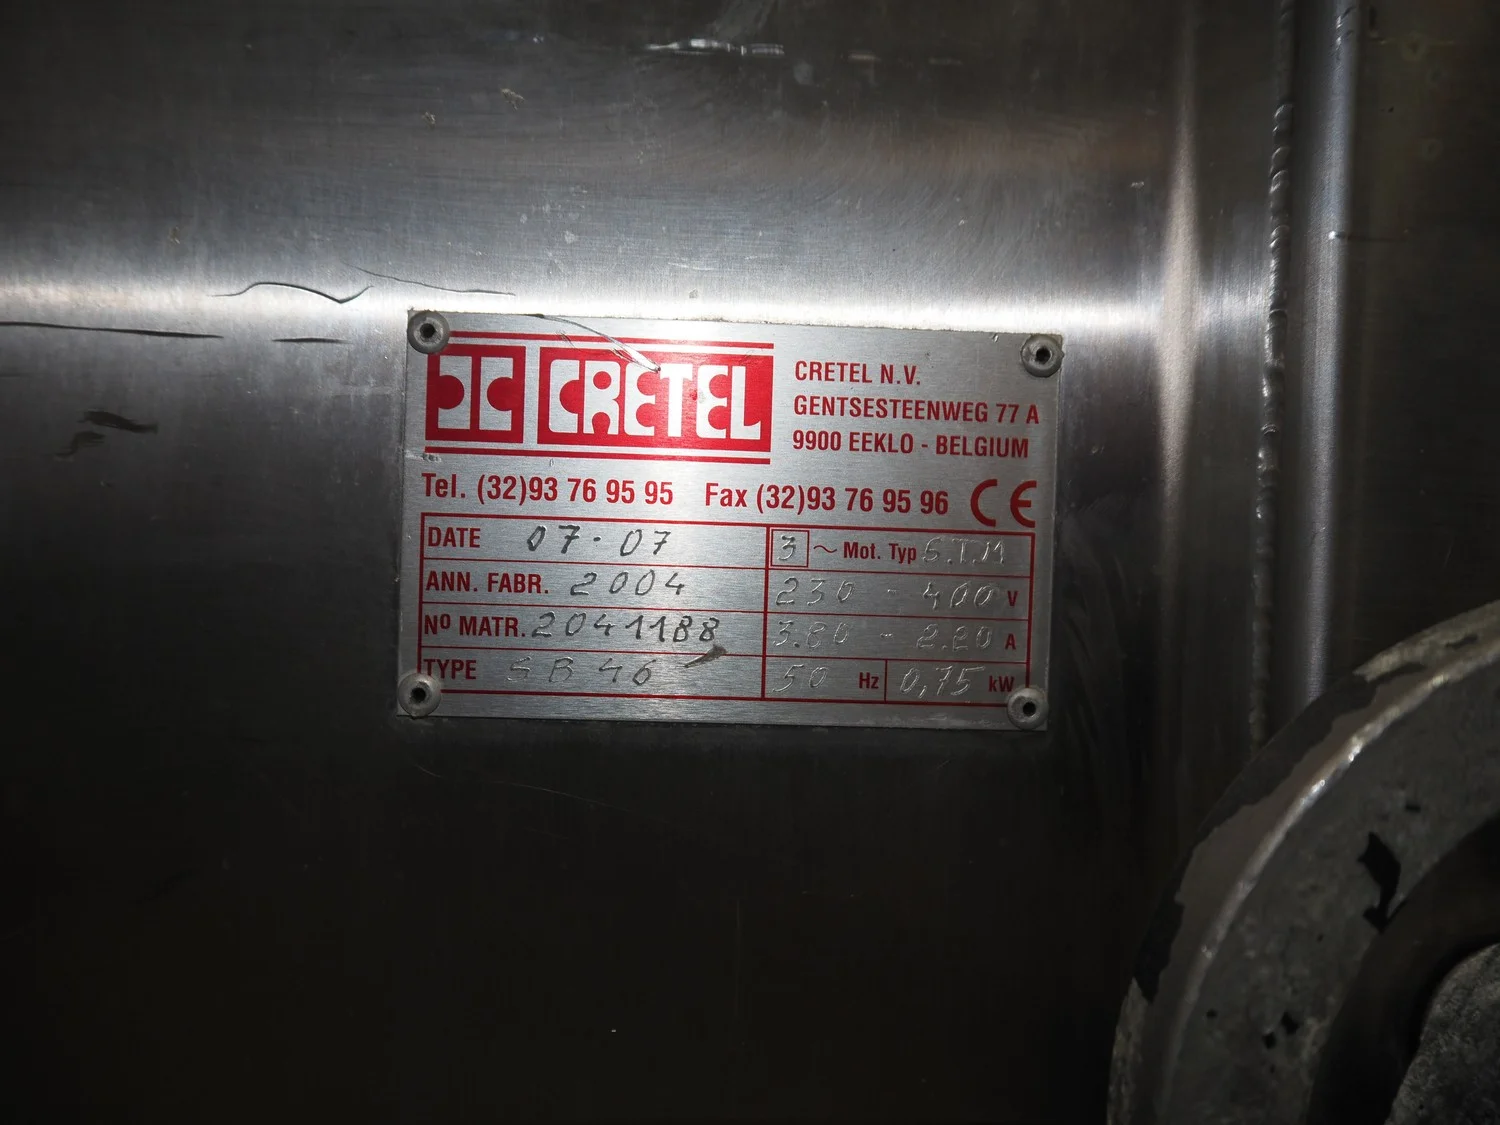 CRETEL
CRETEL N.V.
GENTSESTEENWEG 77 A
9900 EEKLO - BELGIUM
Tel. (32)93 76 95 95 Fax (32)93 76 95 96 CE
DATE 07-07
ANN. FABR. 2004
Nº MATR. 2041188
TYPE SB 46
3 ~ Mot. Typ S.T.M
230 - 400 V
3.80 - 2.20 A
50 Hz 0,75 kW